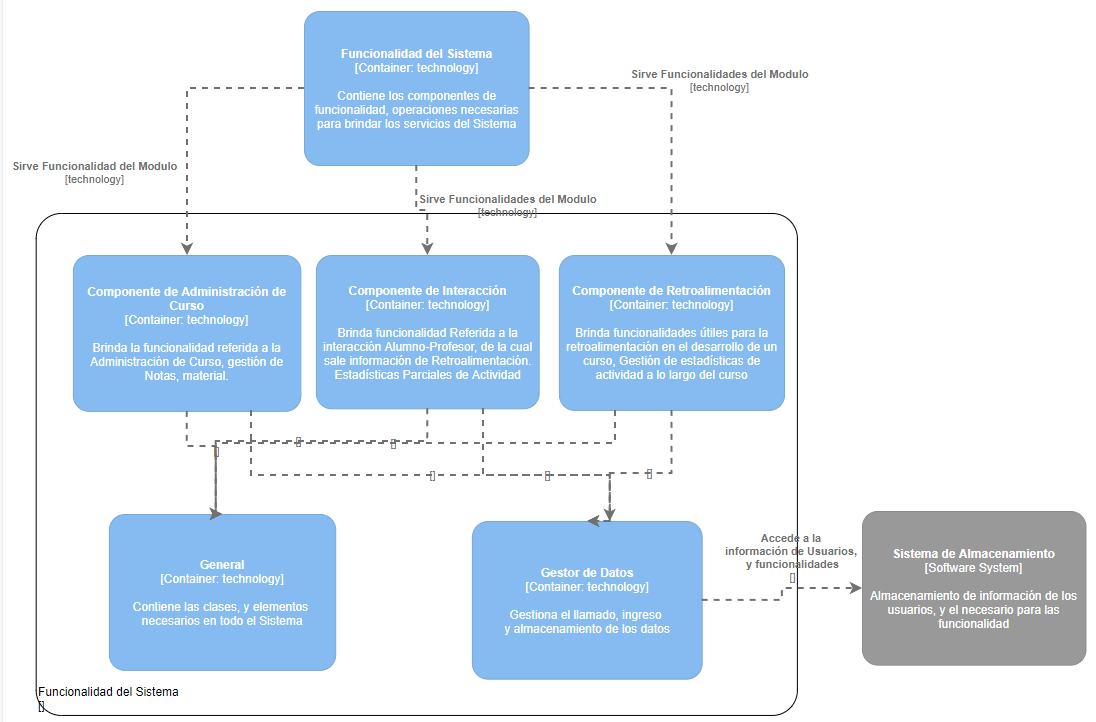 Funcionalidad del Sistema
[Container: technology]
Contiene los componentes de
funcionalidad, operaciones necesarias
para brindar los servicios del Sistema
Sirve Funcionalidades del Modulo
[technology]
Sirve Funcionalidad del Modulo
[technology]
Sirve Funcionalidades del Modulo
[technology]
Componente de Administración de
Curso
[Container: technology]
Brinda la funcionalidad referida a la
Administración de Curso, gestión de
Notas, material.
Componente de Interacción
[Container: technology]
Brinda funcionalidad Referida a la
interacción Alumno-Profesor, de la cual
sale información de Retroalimentación.
Estadísticas Parciales de Actividad
Componente de Retroalimentación
[Container: technology]
Brinda funcionalidades útiles para la
retroalimentación en el desarrollo de un
curso, Gestión de estadísticas de
actividad a lo largo del curso
[]
[]
[]
[]
[]
[]
General
[Container: technology]
Contiene las clases, y elementos
necesarios en todo el Sistema
Gestor de Datos
[Container: technology]
Gestiona el llamado, ingreso
y almacenamiento de los datos
Accede a la
información de Usuarios,
y funcionalidades
[]
Sistema de Almacenamiento
[Software System]
Almacenamiento de información de los
usuarios, y el necesario para las
funcionalidad
Funcionalidad del Sistema
[]